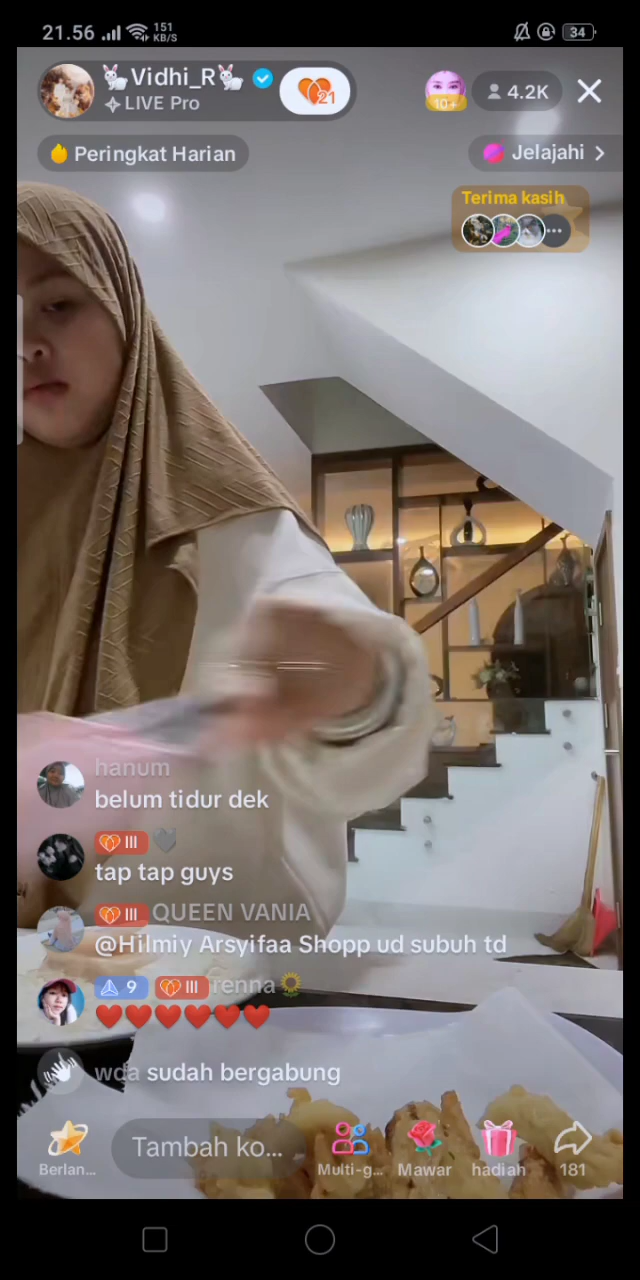 21.56
151
KB/S
34
Vidhi_R
LIVE Pro
21
10+
4.2K
Peringkat Harian
Jelajahi
Terima kasih
hanum
belum tidur dek
III
tap tap guys
III QUEEN VANIA
@Hilmiy Arsyifaa Shopp ud subuh td
9 III renna
wda sudah bergabung
Berlan...
Tambah ko...
Multi-g...
Mawar
hadiah
181